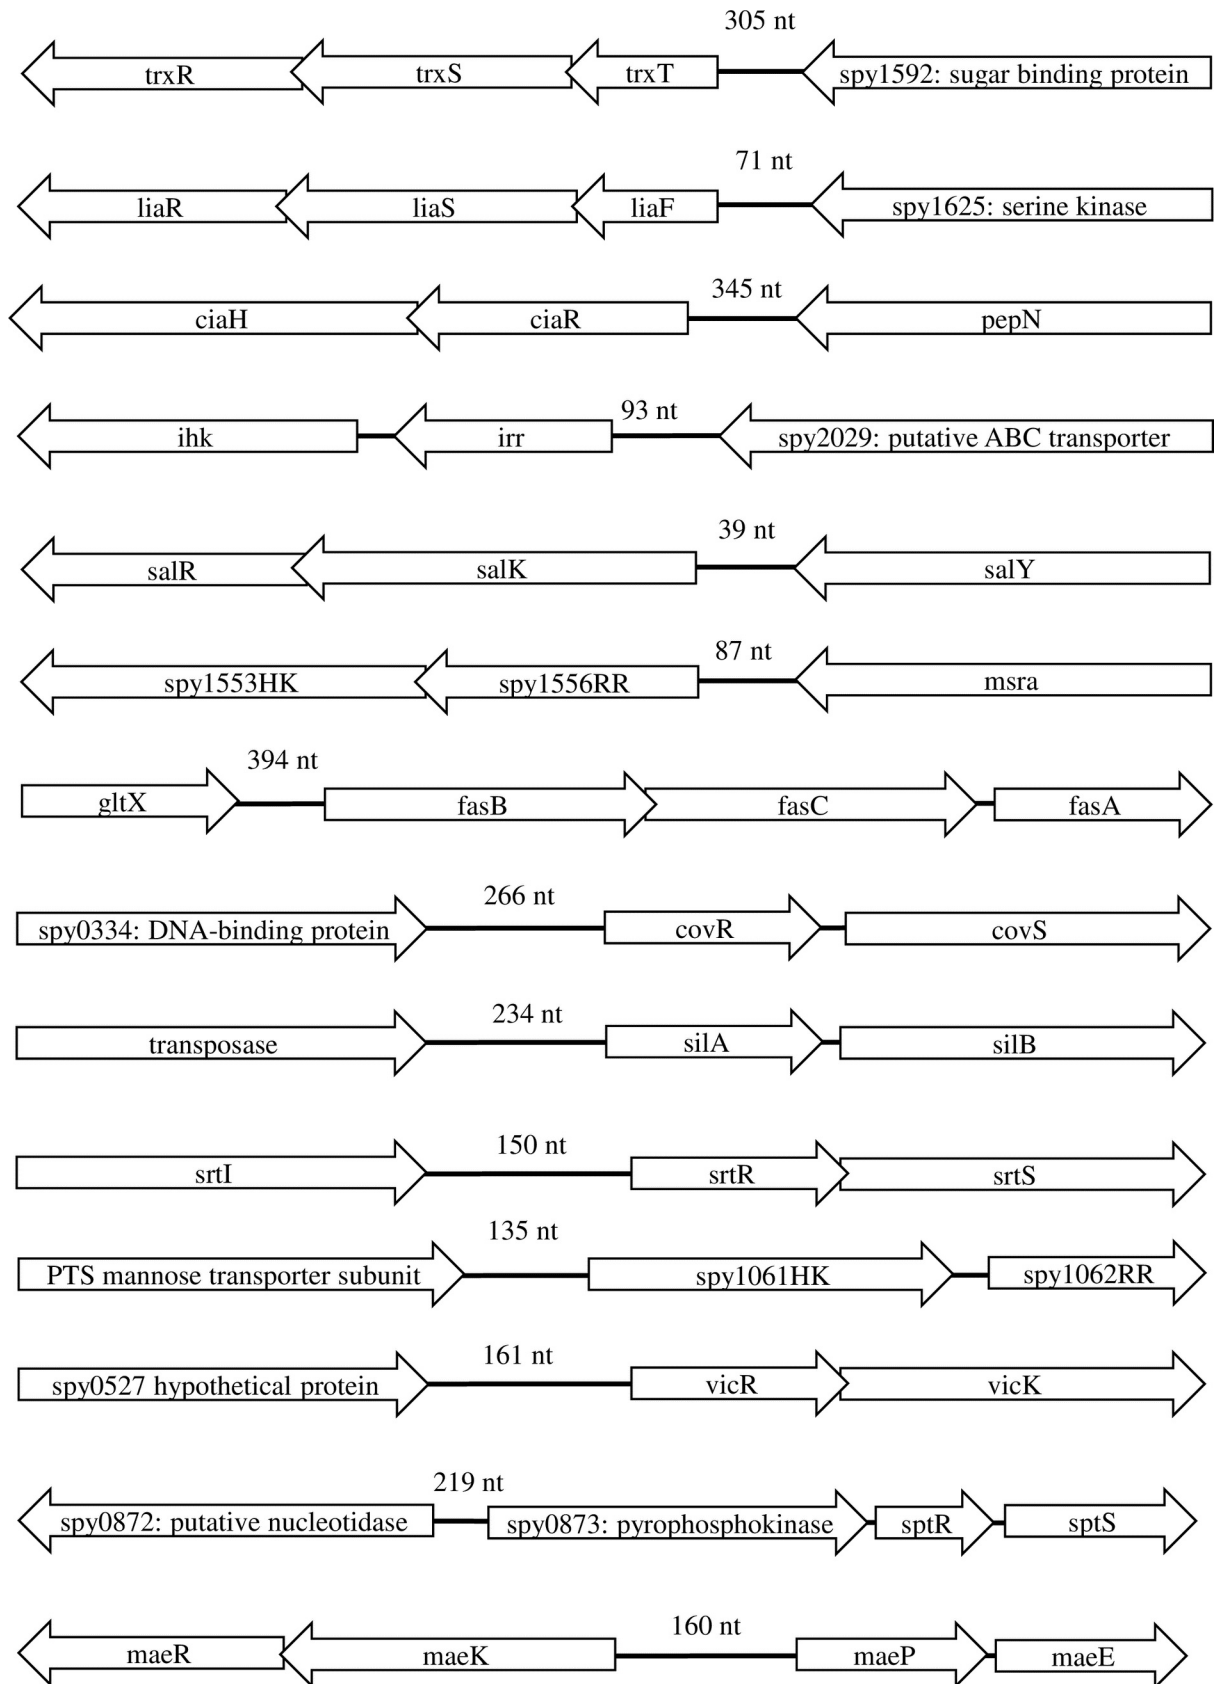 305 nt
trxR trxS trxT spy1592: sugar binding protein
71 nt
liaR liaS liaF spy1625: serine kinase
345 nt
ciaH ciaR pepN
93 nt
ihk irr spy2029: putative ABC transporter
39 nt
salR salK salY
87 nt
spy1553HK spy1556RR msra
394 nt
gltX fasB fasC fasA
266 nt
spy0334: DNA-binding protein covR covS
234 nt
transposase silA silB
150 nt
srtI srtR srtS
135 nt
PTS mannose transporter subunit spy1061HK spy1062RR
161 nt
spy0527 hypothetical protein vicR vicK
219 nt
spy0872: putative nucleotidase spy0873: pyrophosphokinase sptR sptS
160 nt
maeR maeK maeP maeE